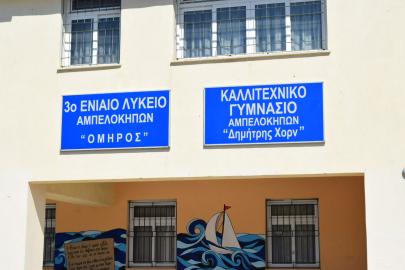 3ο ΕΝΙΑΙΟ ΛΥΚΕΙΟ
ΑΜΠΕΛΟΚΗΠΩΝ
“ΟΜΗΡΟΣ”
ΚΑΛΛΙΤΕΧΝΙΚΟ
ΓΥΜΝΑΣΙΟ
ΑΜΠΕΛΟΚΗΠΩΝ
“Δημήτρης Χορν”